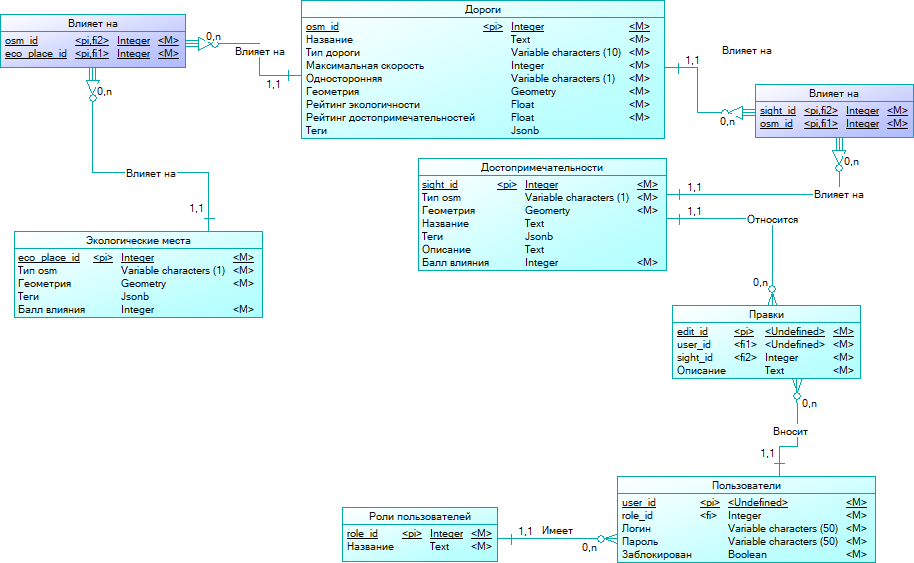 Дороги
osm_id <pi> Integer <M>
Название Text <M>
Тип дороги Variable characters (10) <M>
Максимальная скорость Integer <M>
Односторонняя Variable characters (1) <M>
Геометрия Geometry <M>
Рейтинг экологичности Float <M>
Рейтинг достопримечательностей Float <M>
Теги Jsonb
Влияет на
osm_id <pi,fi2> Integer <M>
eco_place_id <pi,fi1> Integer <M>
0,n
Влияет на
1,1
0,n
Влияет на
1,1
Влияет на
1,1
0,n
Влияет на
sight_id <pi,fi2> Integer <M>
osm_id <pi,fi1> Integer <M>
0,n
Влияет на
1,1
Достопримечательности
sight_id <pi> Integer <M>
Тип osm Variable characters (1) <M>
Геометрия Geomerty <M>
Название Text
Теги Jsonb
Описание Text
Балл влияния Integer <M>
1,1
Относится
0,n
Экологические места
eco_place_id <pi> Integer <M>
Тип osm Variable characters (1) <M>
Геометрия Geometry <M>
Теги Jsonb
Балл влияния Integer <M>
Правки
edit_id <pi> <Undefined> <M>
user_id <fi1> <Undefined> <M>
sight_id <fi2> Integer <M>
Описание Text <M>
0,n
Вносит
1,1
Пользователи
user_id <pi> <Undefined> <M>
role_id <fi> Integer <M>
Логин Variable characters (50) <M>
Пароль Variable characters (50) <M>
Заблокирован Boolean <M>
Роли пользователей
role_id <pi> Integer <M>
Название Text <M>
1,1
Имеет
0,n